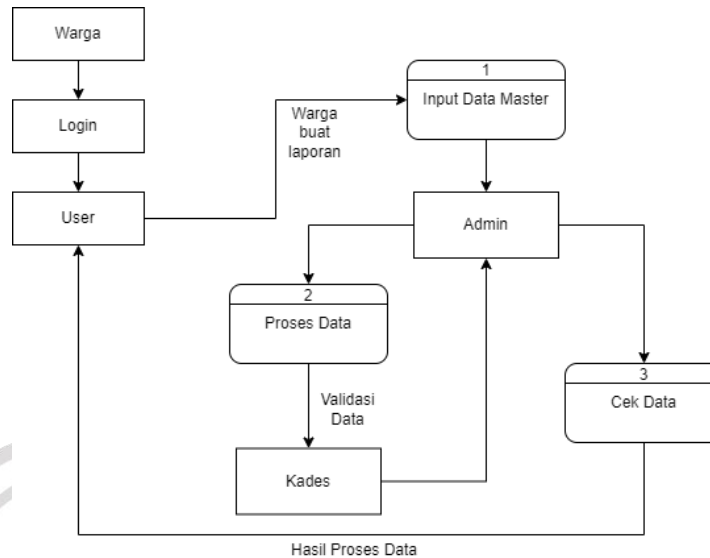 Warga
Login
User
Warga
buat
laporan
1
Input Data Master
Admin
2
Proses Data
Validasi
Data
Kades
3
Cek Data
Hasil Proses Data